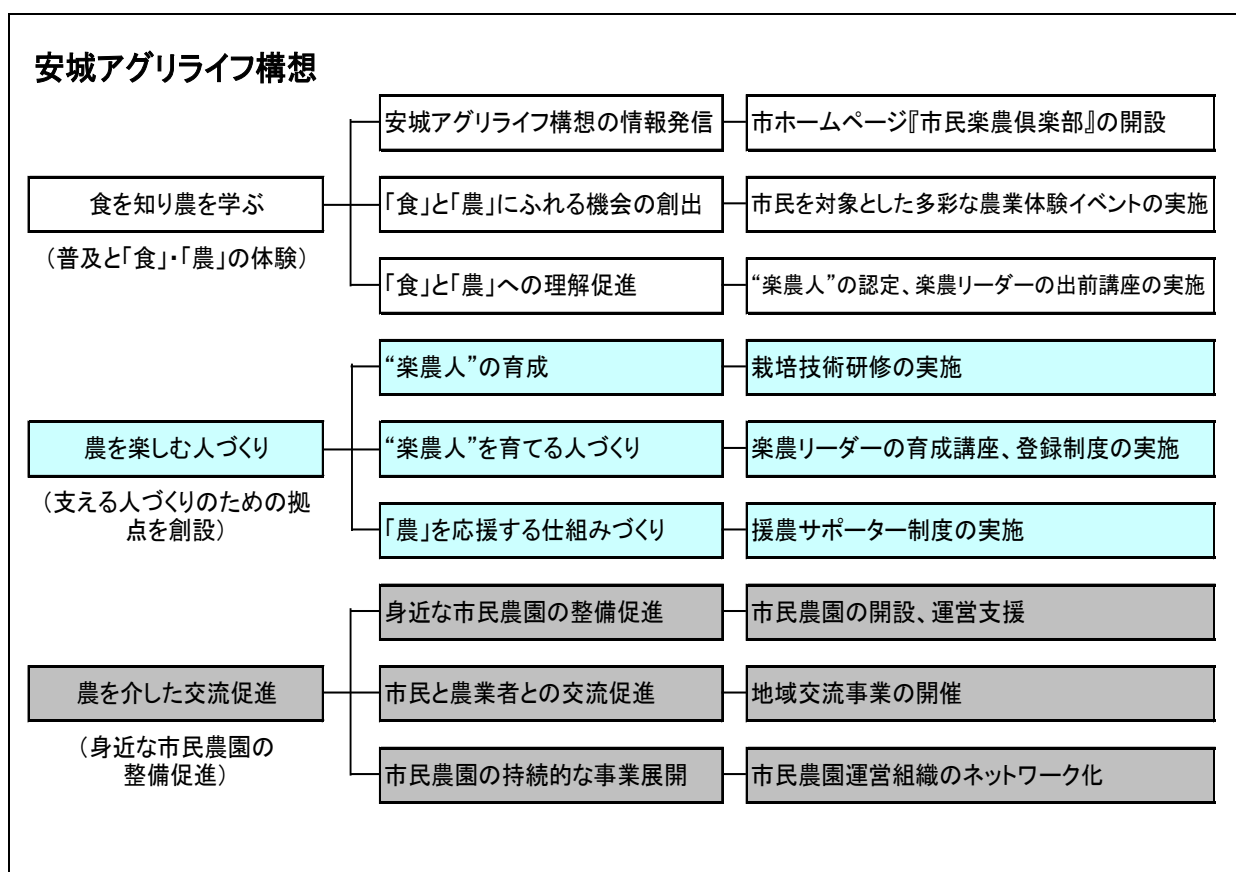 安城アグリライフ構想
安城アグリライフ構想の情報発信
市ホームページ『市民楽農倶楽部』の開設
食を知り農を学ぶ
（普及と「食」・「農」の体験）
「食」と「農」にふれる機会の創出
市民を対象とした多彩な農業体験イベントの実施
「食」と「農」への理解促進
“楽農人”の認定、楽農リーダーの出前講座の実施
農を楽しむ人づくり
（支える人づくりのための拠
点を創設）
“楽農人”の育成
栽培技術研修の実施
“楽農人”を育てる人づくり
楽農リーダーの育成講座、登録制度の実施
「農」を応援する仕組みづくり
援農サポーター制度の実施
農を介した交流促進
（身近な市民農園の
整備促進）
身近な市民農園の整備促進
市民農園の開設、運営支援
市民と農業者との交流促進
地域交流事業の開催
市民農園の持続的な事業展開
市民農園運営組織のネットワーク化